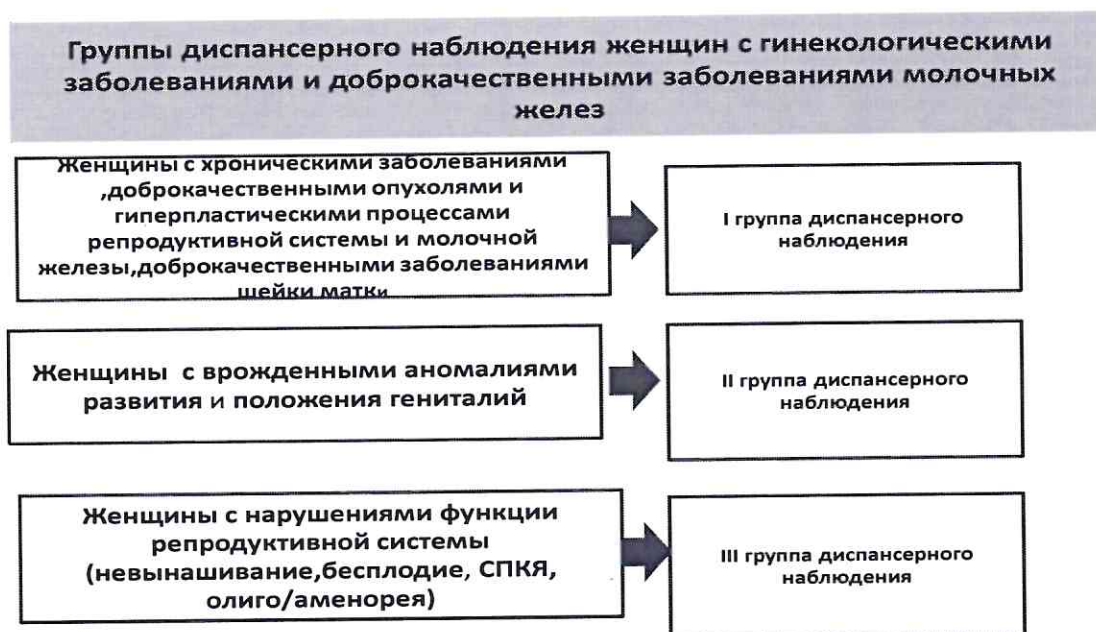 Группы диспансерного наблюдения женщин с гинекологическими
заболеваниями и доброкачественными заболеваниями молочных
желез
Женщины с хроническими заболеваниями
,доброкачественными опухолями и
гиперпластическими процессами
репродуктивной системы и молочной
железы,доброкачественными заболеваниями
шейки матки
I группа диспансерного
наблюдения
Женщины с врожденными аномалиями
развития и положения гениталий
II группа диспансерного
наблюдения
Женщины с нарушениями функции
репродуктивной системы
(невынашивание,бесплодие, СПКЯ,
олиго/аменорея)
III группа диспансерного
наблюдения